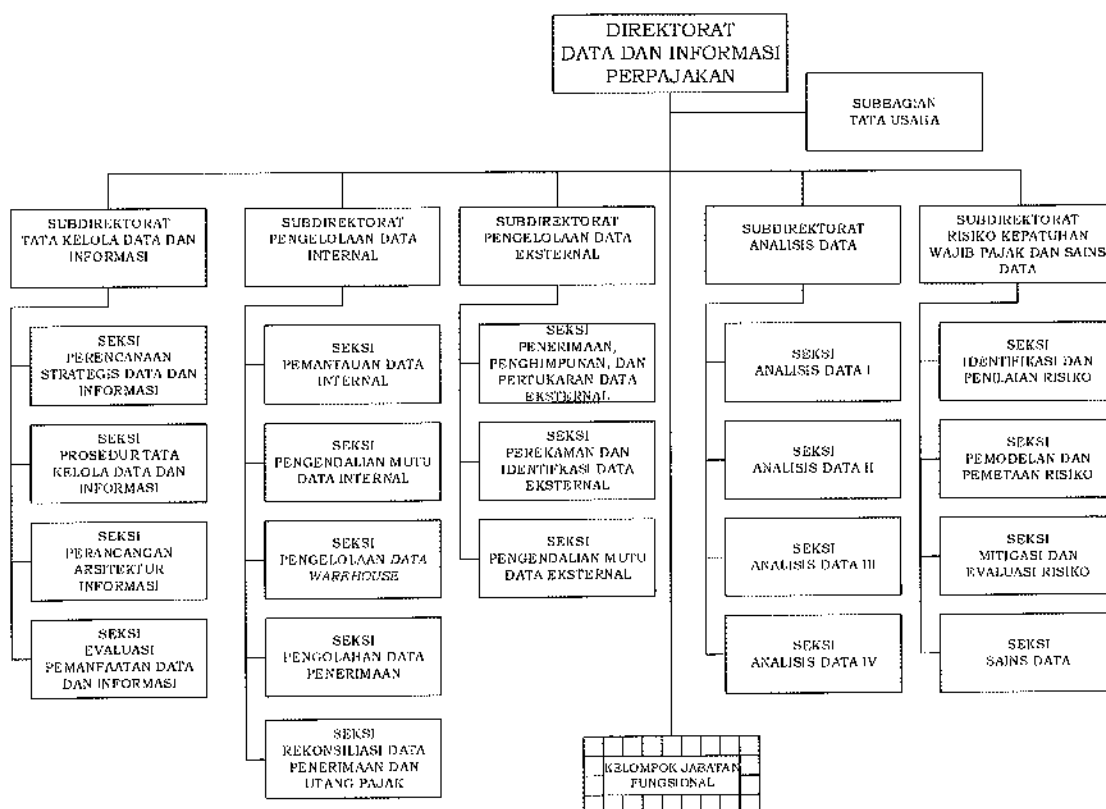 DIREKTORAT
DATA DAN INFORMASI
PERPAJAKAN
SUBBAGIAN
TATA USAHA
SUBDIREKTORAT
TATA KELOLA DATA DAN
INFORMASI
SUBDIREKTORAT
PENGELOLAAN DATA
INTERNAL
SUBDIREKTORAT
PENGELOLAAN DATA
EKSTERNAL
SUBDIREKTORAT
ANALISIS DATA
SUBDIREKTORAT
RISIKO KEPATUHAN
WAJIB PAJAK DAN SAINS
DATA
SEKSI
PERENCANAAN
STRATEGIS DATA DAN
INFORMASI
SEKSI
PROSEDUR TATA
KELOLA DATA DAN
INFORMASI
SEKSI
PERANCANGAN
ARSITEKTUR
INFORMASI
SEKSI
EVALUASI
PEMANFAATAN DATA
DAN INFORMASI
SEKSI
PEMANTAUAN DATA
INTERNAL
SEKSI
PENGENDALIAN MUTU
DATA INTERNAL
SEKSI
PENGELOLAAN DATA
WAREHOUSE
SEKSI
PENGOLAHAN DATA
PENERIMAAN
SEKSI
REKONSILIASI DATA
PENERIMAAN DAN
UTANG PAJAK
SEKSI
PENERIMAAN,
PENGHIMPUNAN, DAN
PERTUKARAN DATA
EKSTERNAL
SEKSI
PEREKAMAN DAN
IDENTIFKASI DATA
EKSTERNAL
SEKSI
PENGENDALIAN MUTU
DATA EKSTERNAL
SEKSI
ANALISIS DATA I
SEKSI
ANALISIS DATA II
SEKSI
ANALISIS DATA III
SEKSI
ANALISIS DATA IV
SEKSI
IDENTIFIKASI DAN
PENILAIAN RISIKO
SEKSI
PEMODELAN DAN
PEMETAAN RISIKO
SEKSI
MITIGASI DAN
EVALUASI RISIKO
SEKSI
SAINS DATA
KELOMPOK JABATAN
FUNGSIONAL